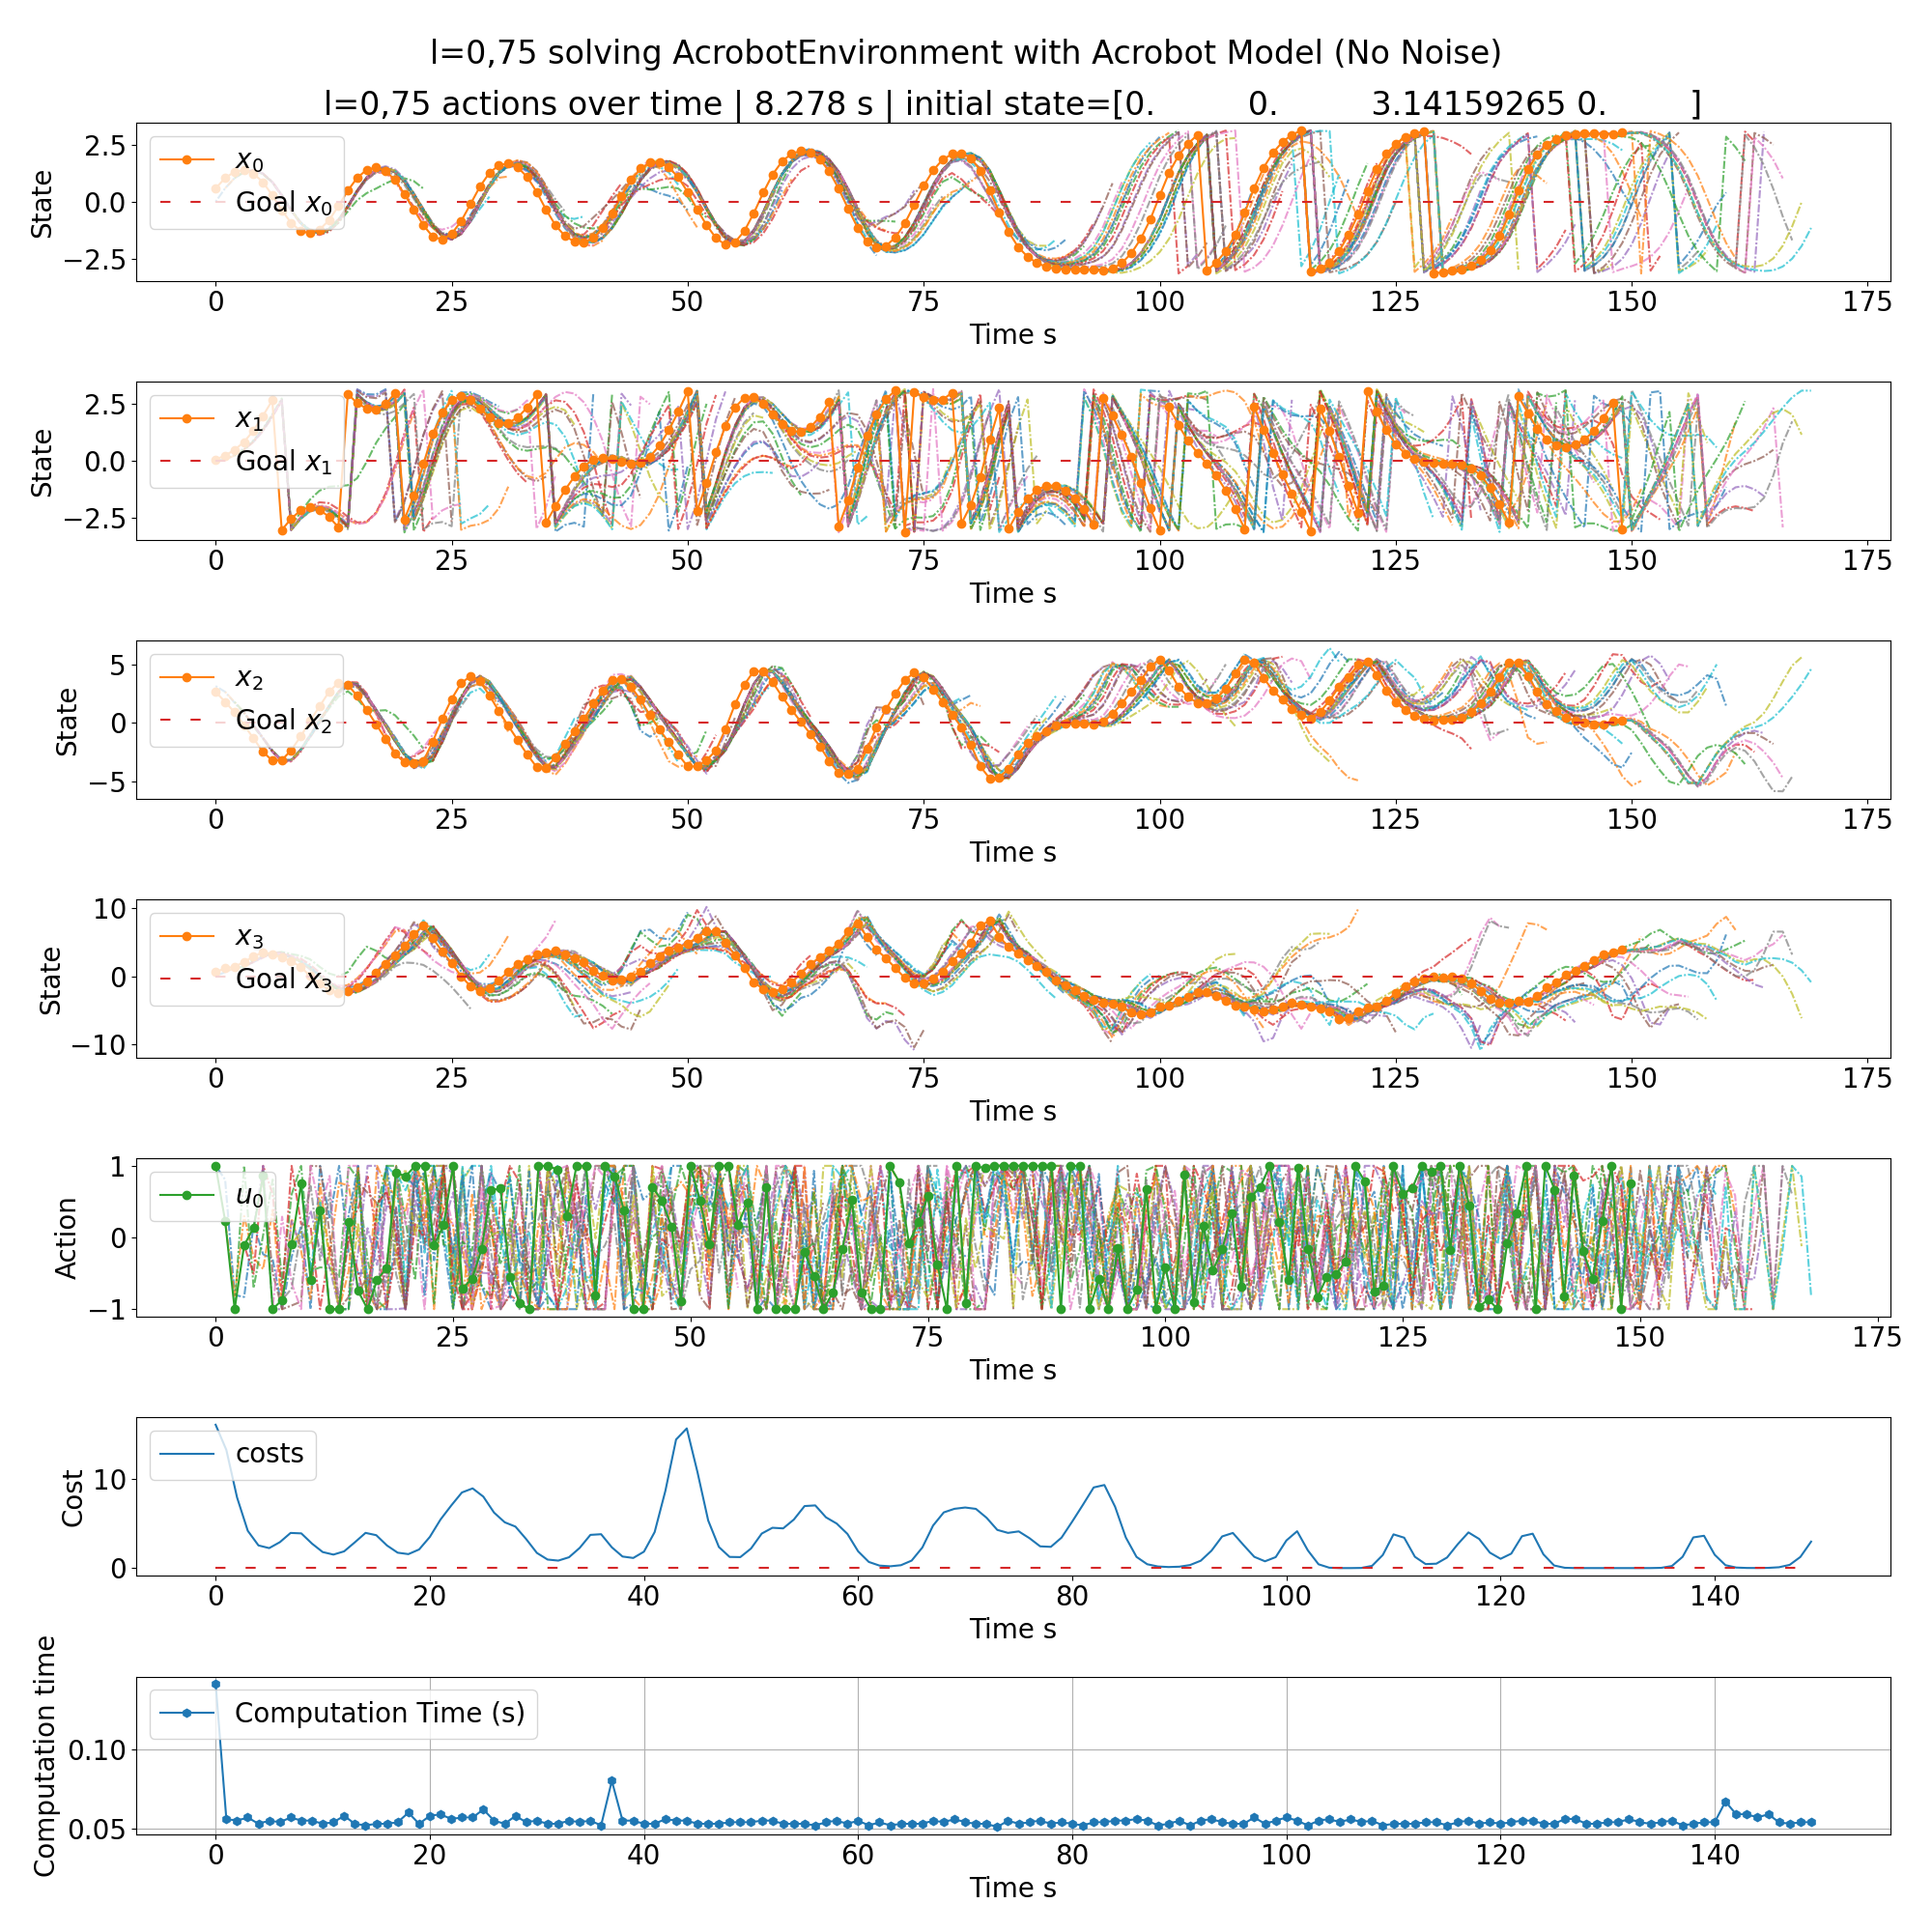 l=0,75 solving AcrobotEnvironment with Acrobot Model (No Noise)
l=0,75 actions over time | 8.278 s | initial state=[0. 0. 3.14159265 0. ]
State
2.5
0.0
−2.5
x0
Goal x0
0 25 50 75 100 125 150 175
Time s
State
2.5
0.0
−2.5
x1
Goal x1
0 25 50 75 100 125 150 175
Time s
State
5
0
−5
x2
Goal x2
0 25 50 75 100 125 150 175
Time s
State
10
0
−10
x3
Goal x3
0 25 50 75 100 125 150 175
Time s
Action
1
0
−1
u0
0 25 50 75 100 125 150 175
Time s
Cost
10
0
costs
0 20 40 60 80 100 120 140
Time s
Computation time
0.10
0.05
Computation Time (s)
0 20 40 60 80 100 120 140
Time s